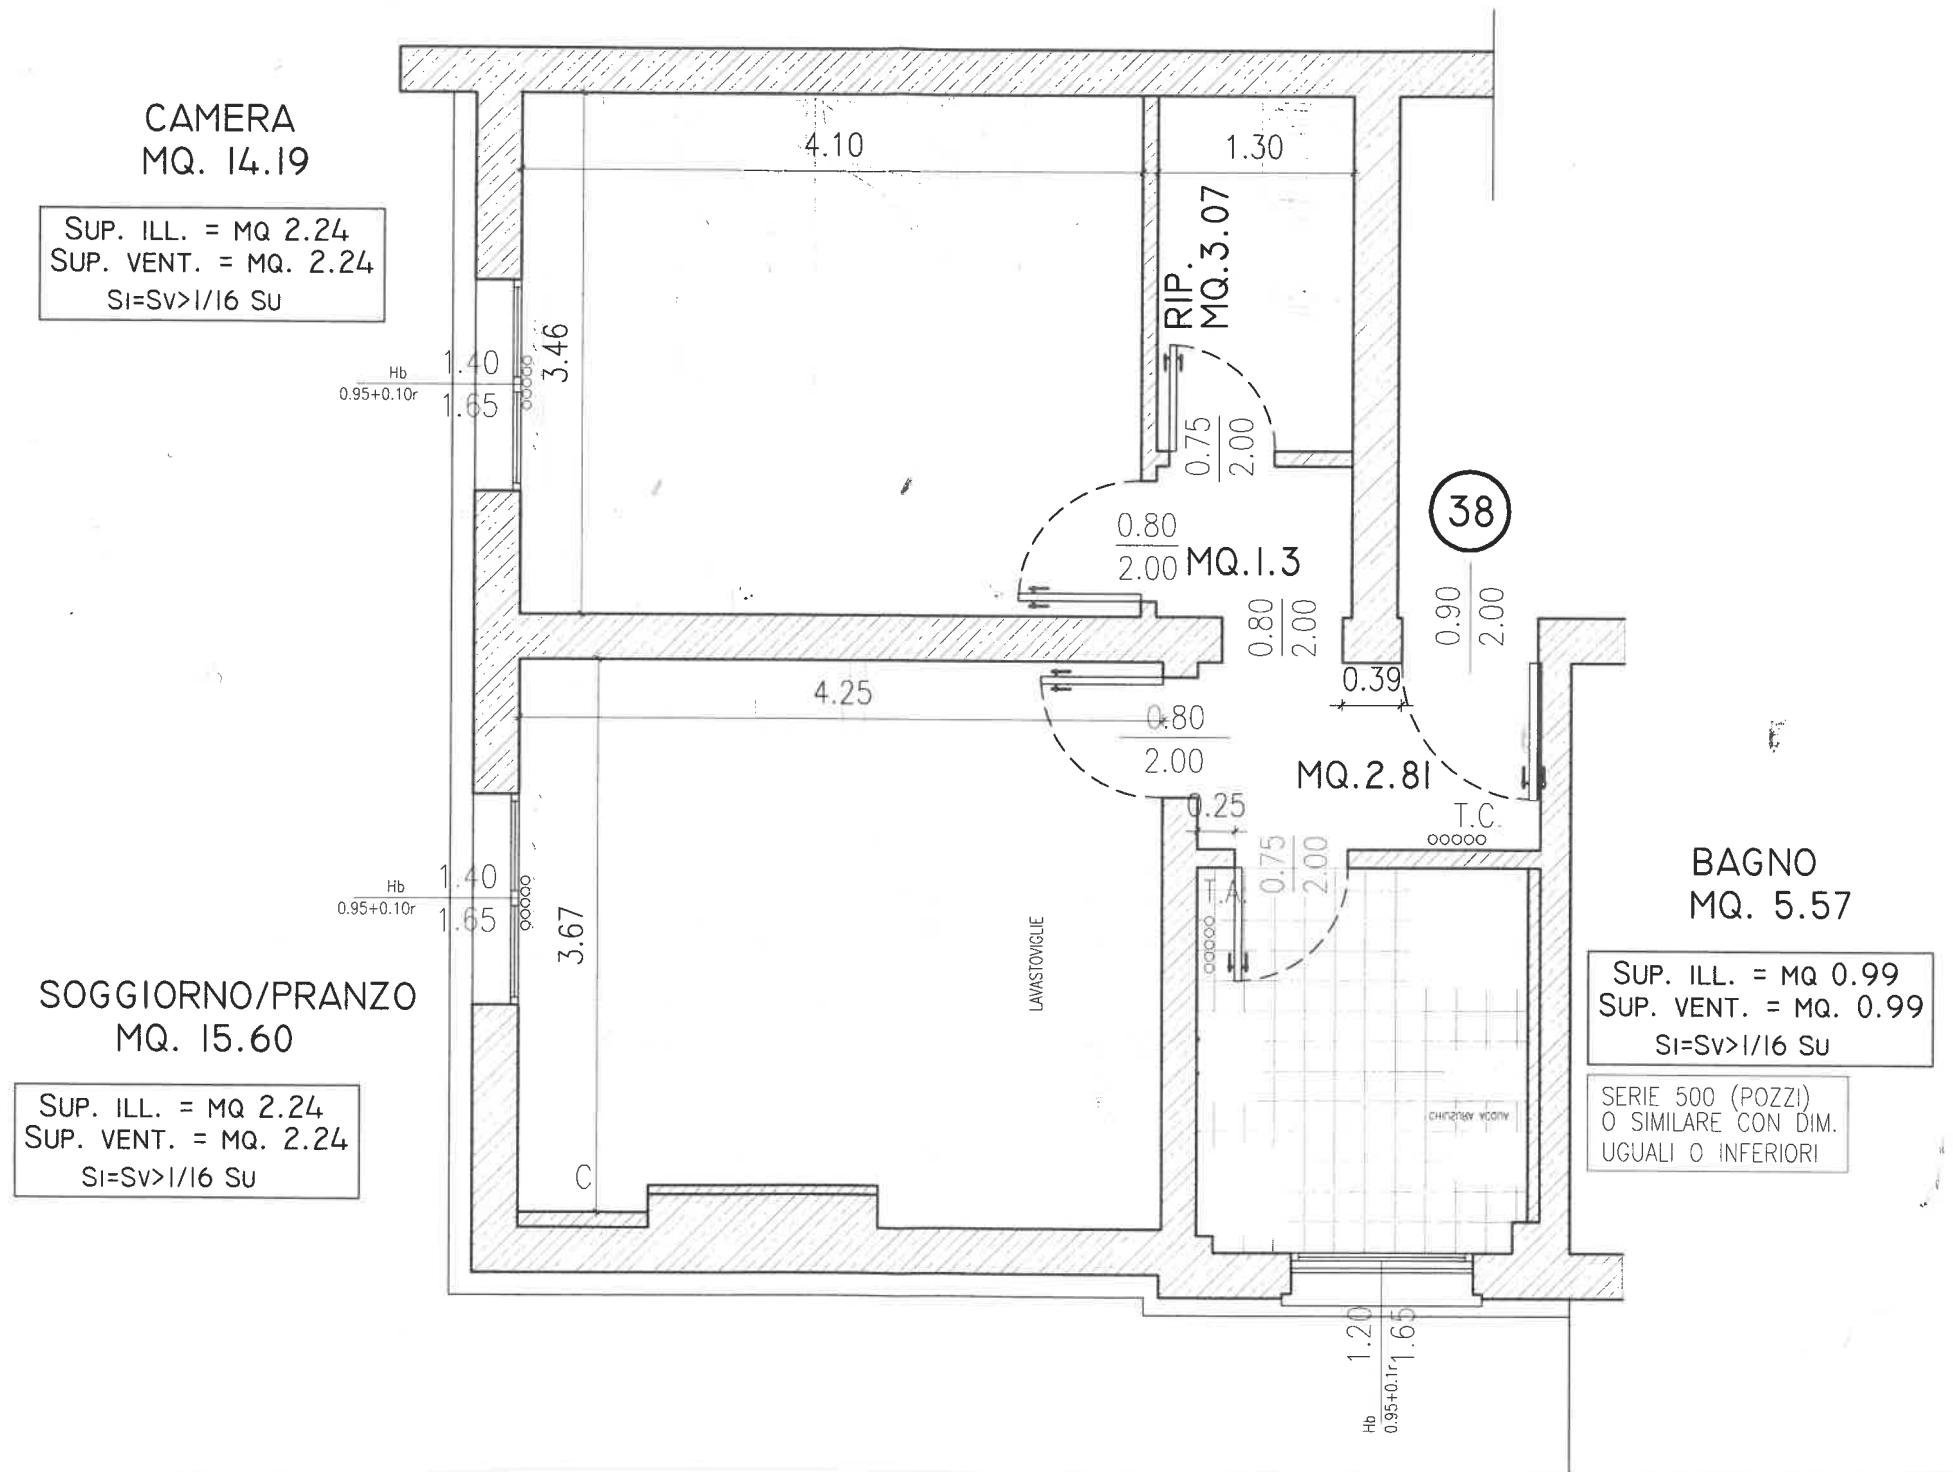 CAMERA
MQ. 14.19
SUP. ILL. = MQ 2.24
SUP. VENT. = MQ. 2.24
SI=SV>1/16 SU
4.10
1.30
RIP.
MQ.3.07
3.46
1.40
1.65
Hb
0.95+0.10r
0.75
2.00
0.80
2.00
MQ.1.3
38
0.80
2.00
0.90
2.00
0.39
4.25
0.80
2.00
MQ.2.81
0.25
T.C.
0.75
2.00
T.A.
1.40
1.65
Hb
0.95+0.10r
3.67
LAVASTOVIGLIE
BAGNO
MQ. 5.57
SUP. ILL. = MQ 0.99
SUP. VENT. = MQ. 0.99
SI=SV>1/16 SU
SERIE 500 (POZZI)
O SIMILARE CON DIM.
UGUALI O INFERIORI
SOGGIORNO/PRANZO
MQ. 15.60
SUP. ILL. = MQ 2.24
SUP. VENT. = MQ. 2.24
SI=SV>1/16 SU
C
CHIUSURA ACQUA
1.20
1.65
Hb
0.95+0.1r